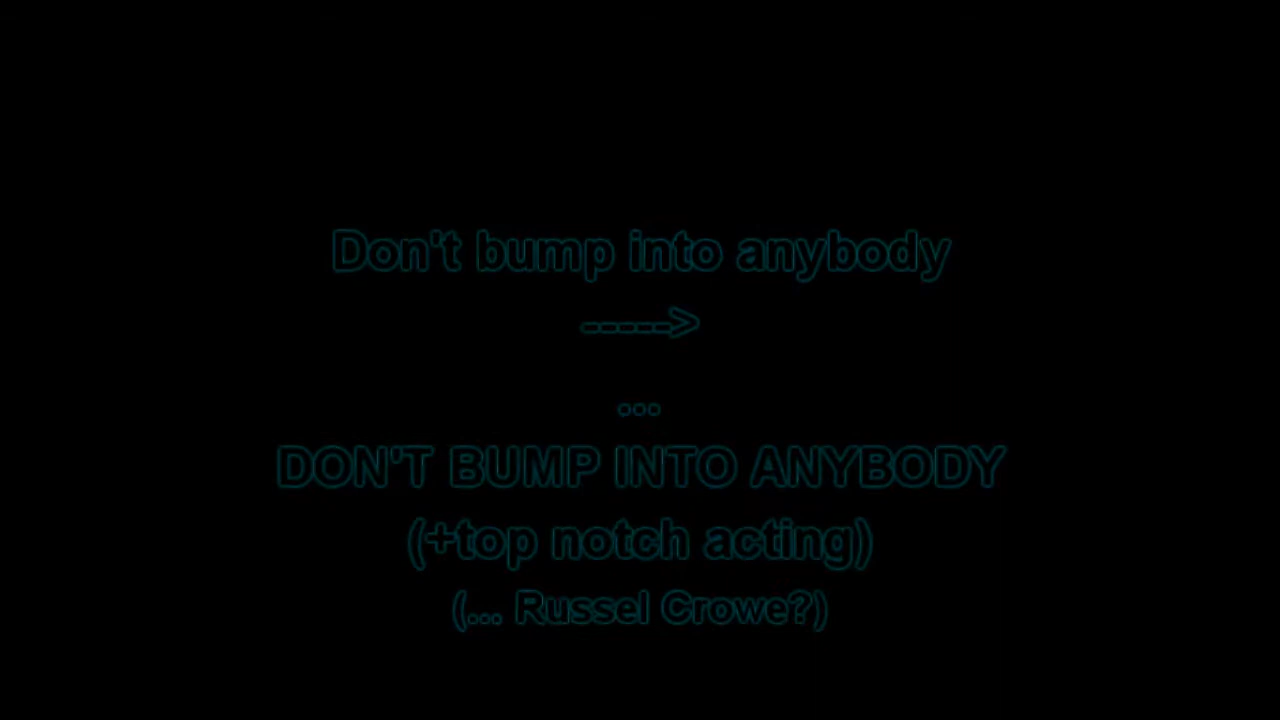 Don't bump into anybody
----->
...
DON'T BUMP INTO ANYBODY
(+top notch acting)
(... Russel Crowe?)